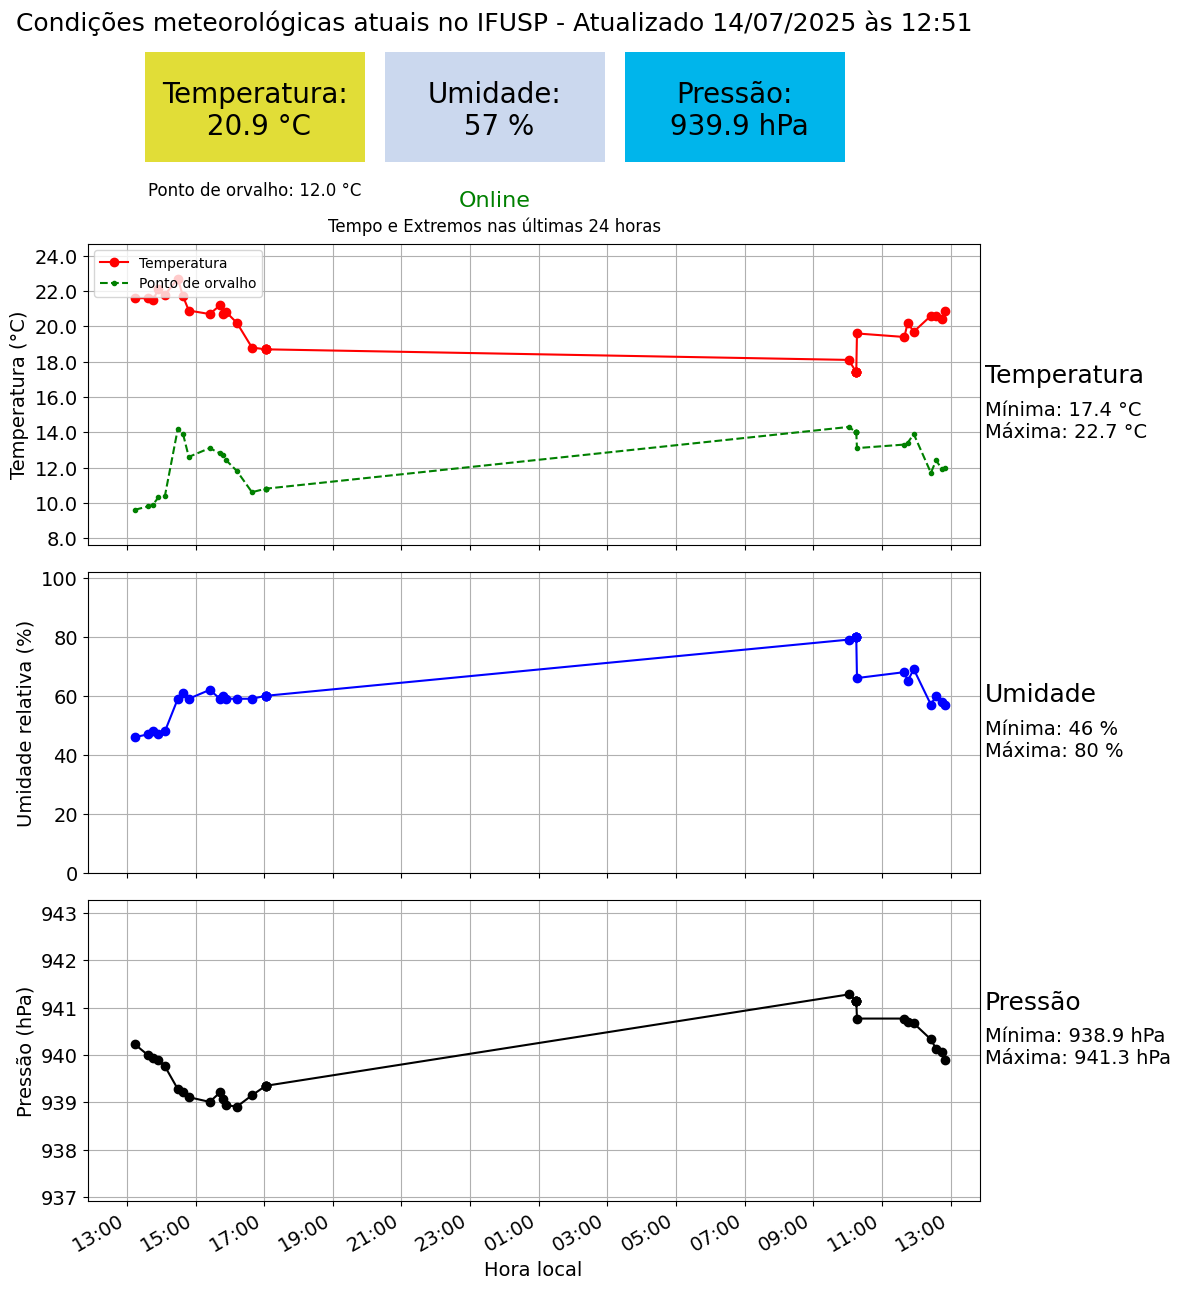 Condições meteorológicas atuais no IFUSP - Atualizado 14/07/2025 às 12:51
Temperatura:
20.9 °C
Umidade:
57 %
Pressão:
939.9 hPa
Ponto de orvalho: 12.0 °C
Online
Tempo e Extremos nas últimas 24 horas
Temperatura
Ponto de orvalho
Temperatura (°C)
24.0
22.0
20.0
18.0
16.0
14.0
12.0
10.0
8.0
Temperatura
Mínima: 17.4 °C
Máxima: 22.7 °C
Umidade relativa (%)
100
80
60
40
20
0
Umidade
Mínima: 46 %
Máxima: 80 %
Pressão (hPa)
943
942
941
940
939
938
937
Pressão
Mínima: 938.9 hPa
Máxima: 941.3 hPa
13:00
15:00
17:00
19:00
21:00
23:00
01:00
03:00
05:00
07:00
09:00
11:00
13:00
Hora local